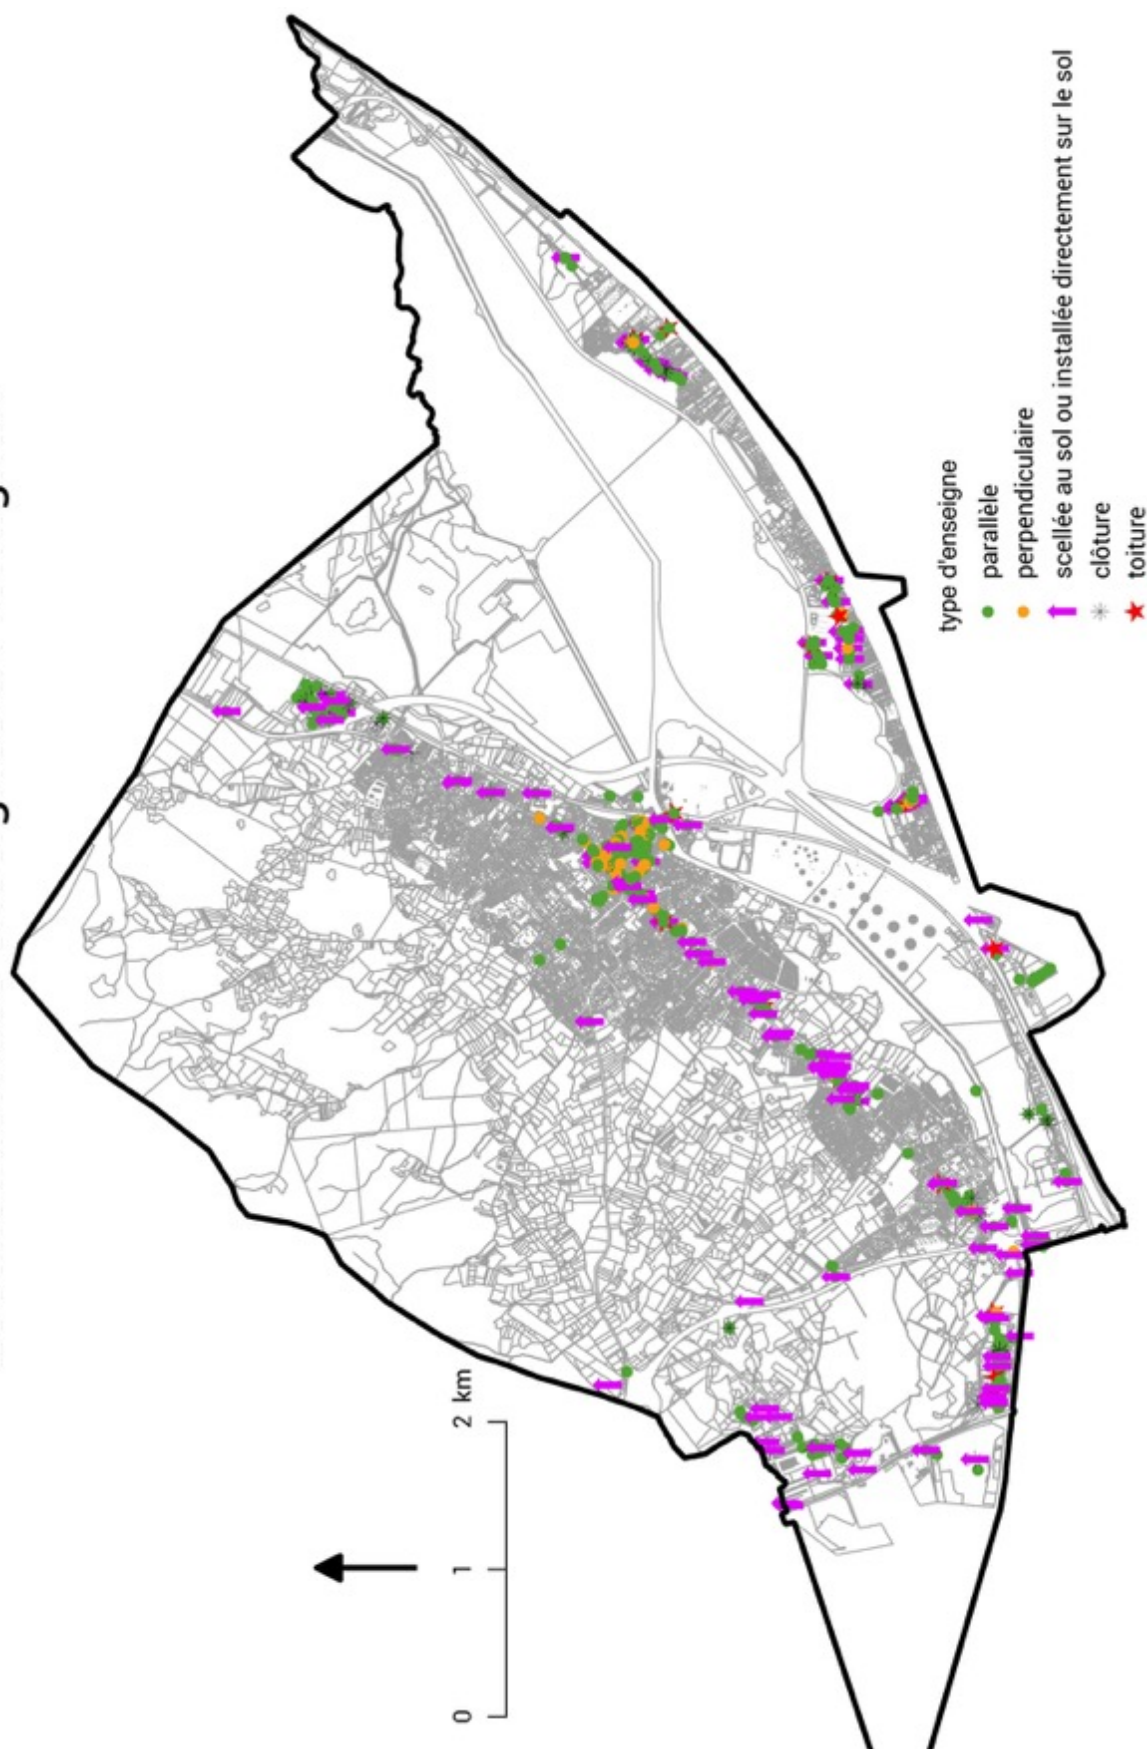 0 1 2 km
type d'enseigne
parallèle
perpendiculaire
scellée au sol ou installée directement sur le sol
clôture
toiture